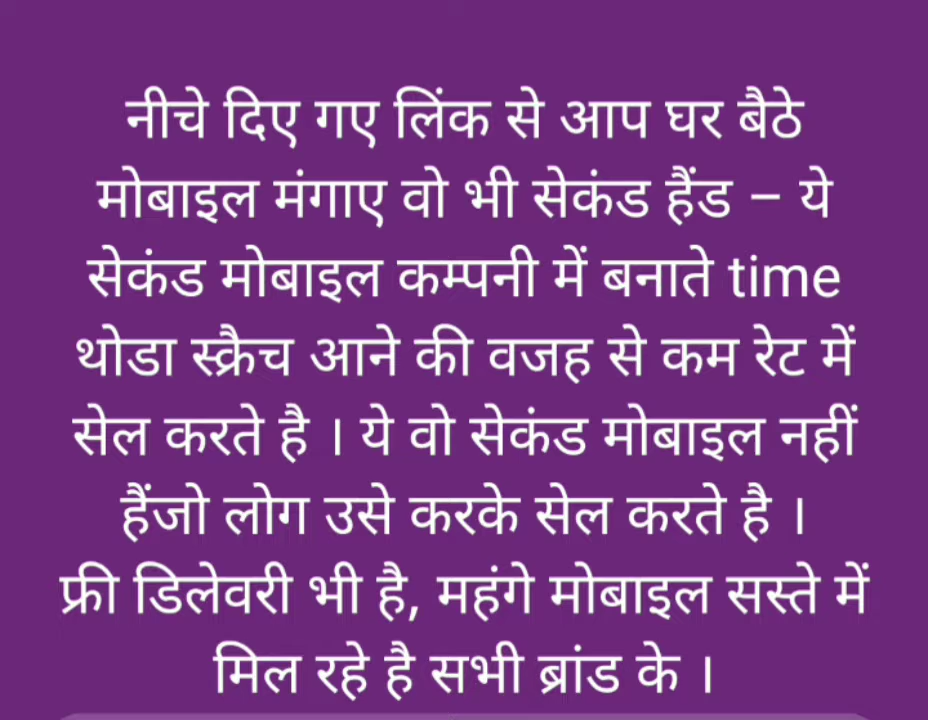 नीचे दिए गए लिंक से आप घर बैठे
मोबाइल मंगाए वो भी सेकंड हैंड – ये
सेकंड मोबाइल कम्पनी में बनाते time
थोडा स्क्रैच आने की वजह से कम रेट में
सेल करते है । ये वो सेकंड मोबाइल नहीं
हैंजो लोग उसे करके सेल करते है ।
फ्री डिलेवरी भी है, महंगे मोबाइल सस्ते में
मिल रहे है सभी ब्रांड के ।